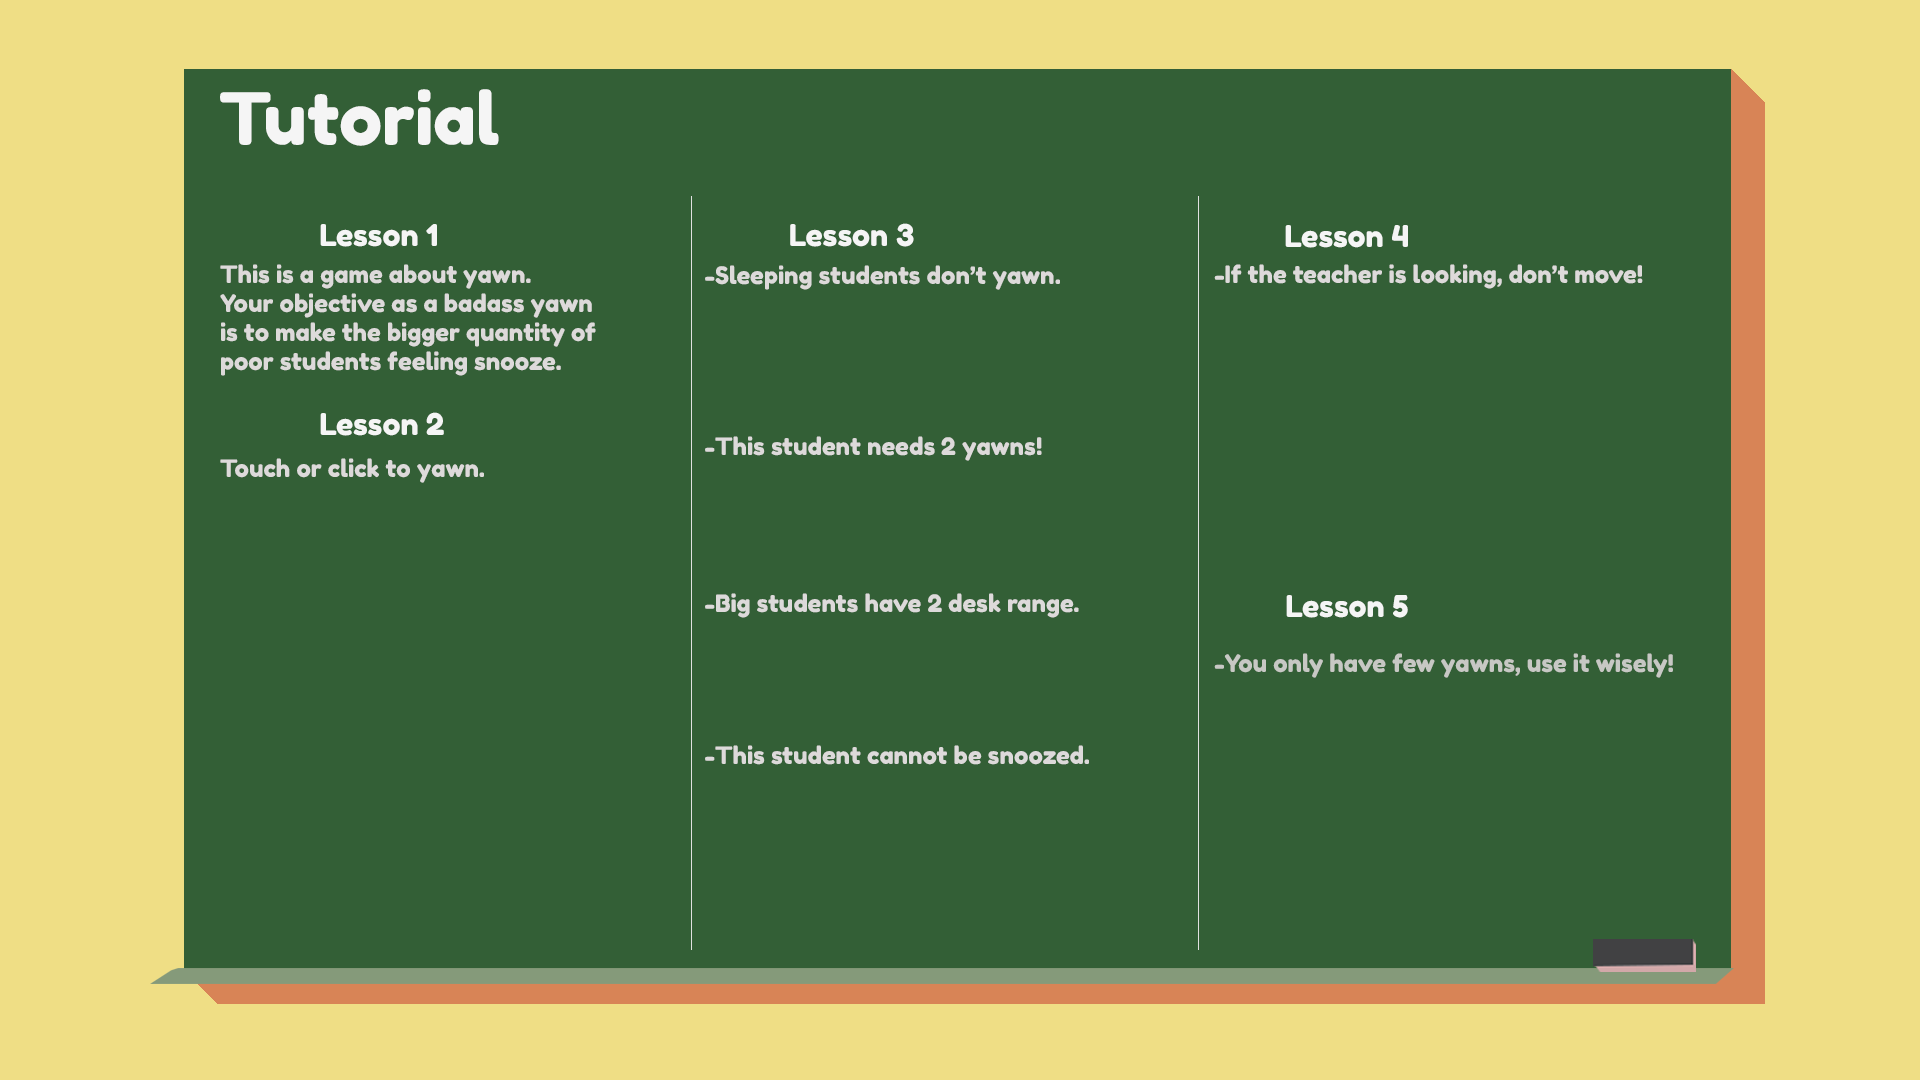 Tutorial
Lesson 1
This is a game about yawn.
Your objective as a badass yawn
is to make the bigger quantity of
poor students feeling snooze.
Lesson 2
Touch or click to yawn.
Lesson 3
-Sleeping students don’t yawn.
-This student needs 2 yawns!
-Big students have 2 desk range.
-This student cannot be snoozed.
Lesson 4
-If the teacher is looking, don’t move!
Lesson 5
-You only have few yawns, use it wisely!